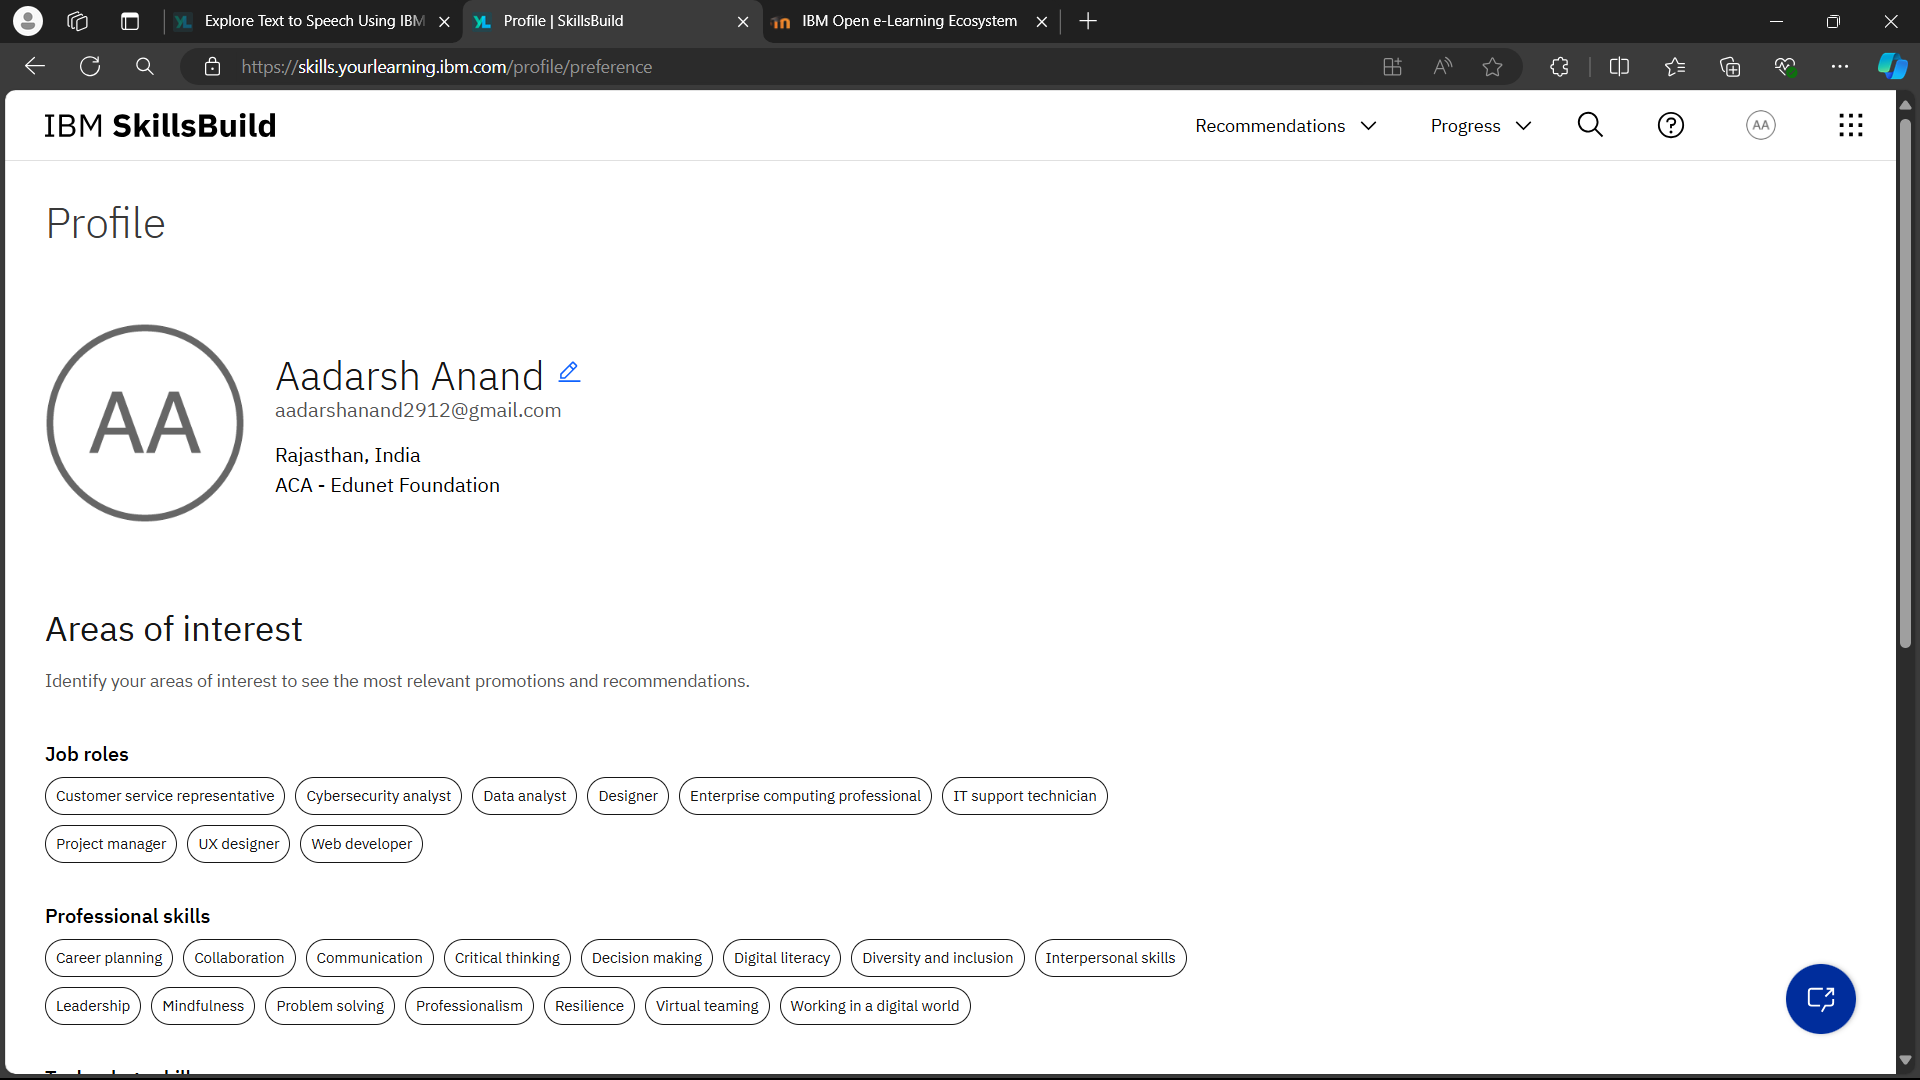 Explore Text to Speech Using IBM
Profile | SkillsBuild
IBM Open e-Learning Ecosystem
https://skills.yourlearning.ibm.com/profile/preference
IBM SkillsBuild
Recommendations
Progress
AA
Profile
AA
Aadarsh Anand
aadarshanand2912@gmail.com
Rajasthan, India
ACA - Edunet Foundation
Areas of interest
Identify your areas of interest to see the most relevant promotions and recommendations.
Job roles
Customer service representative Cybersecurity analyst Data analyst Designer Enterprise computing professional IT support technician
Project manager UX designer Web developer
Professional skills
Career planning Collaboration Communication Critical thinking Decision making Digital literacy Diversity and inclusion Interpersonal skills
Leadership Mindfulness Problem solving Professionalism Resilience Virtual teaming Working in a digital world